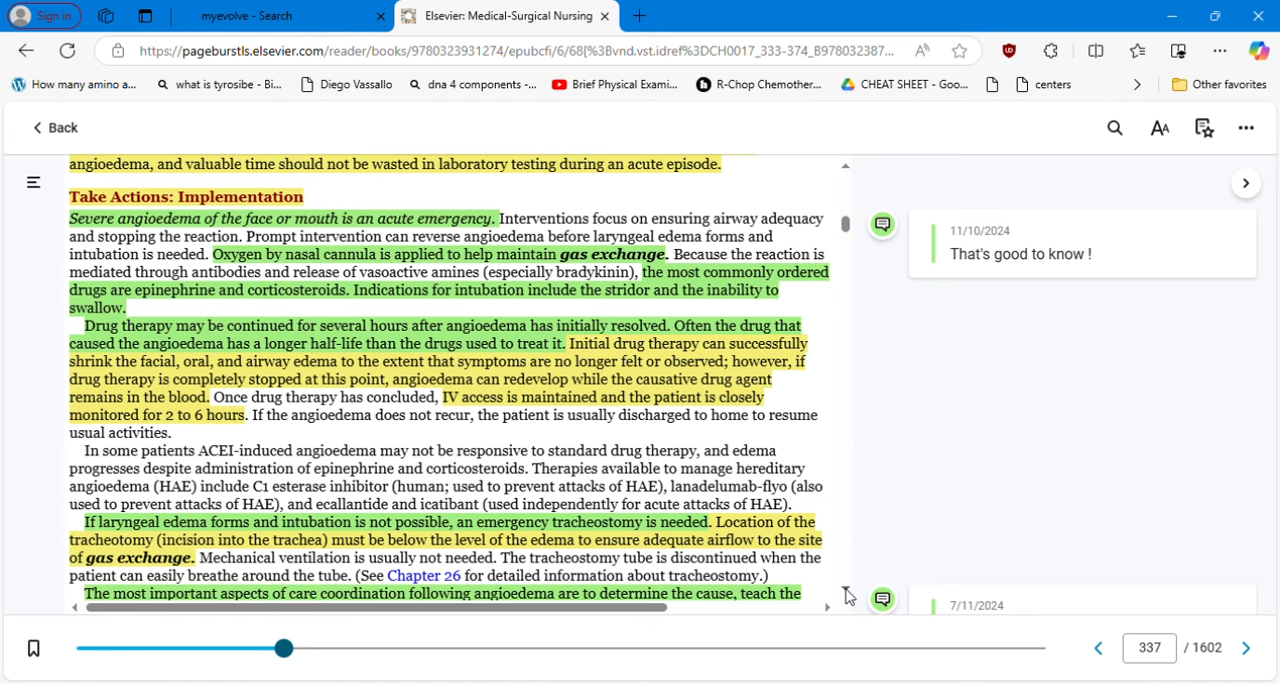 Sign in
myevolve - Search
Elsevier: Medical-Surgical Nursing
https://pageburstls.elsevier.com/reader/books/9780323931274/epubcfi/6/68[%3Bvnd.vst.idref%3DCH0017_333-374_B978032387...
How many amino a...
what is tyrosibe - Bi...
Diego Vassallo
dna 4 components -...
Brief Physical Exami...
R-Chop Chemother...
CHEAT SHEET - Goo...
centers
Other favorites
Back
angioedema, and valuable time should not be wasted in laboratory testing during an acute episode.
Take Actions: Implementation
Severe angioedema of the face or mouth is an acute emergency. Interventions focus on ensuring airway adequacy
and stopping the reaction. Prompt intervention can reverse angioedema before laryngeal edema forms and
intubation is needed. Oxygen by nasal cannula is applied to help maintain gas exchange. Because the reaction is
mediated through antibodies and release of vasoactive amines (especially bradykinin), the most commonly ordered
drugs are epinephrine and corticosteroids. Indications for intubation include the stridor and the inability to
swallow.
Drug therapy may be continued for several hours after angioedema has initially resolved. Often the drug that
caused the angioedema has a longer half-life than the drugs used to treat it. Initial drug therapy can successfully
shrink the facial, oral, and airway edema to the extent that symptoms are no longer felt or observed; however, if
drug therapy is completely stopped at this point, angioedema can redevelop while the causative drug agent
remains in the blood. Once drug therapy has concluded, IV access is maintained and the patient is closely
monitored for 2 to 6 hours. If the angioedema does not recur, the patient is usually discharged to home to resume
usual activities.
In some patients ACEI-induced angioedema may not be responsive to standard drug therapy, and edema
progresses despite administration of epinephrine and corticosteroids. Therapies available to manage hereditary
angioedema (HAE) include C1 esterase inhibitor (human; used to prevent attacks of HAE), lanadelumab-flyo (also
used to prevent attacks of HAE), and ecallantide and icatibant (used independently for acute attacks of HAE).
If laryngeal edema forms and intubation is not possible, an emergency tracheostomy is needed. Location of the
tracheotomy (incision into the trachea) must be below the level of the edema to ensure adequate airflow to the site
of gas exchange. Mechanical ventilation is usually not needed. The tracheostomy tube is discontinued when the
patient can easily breathe around the tube. (See Chapter 26 for detailed information about tracheostomy.)
The most important aspects of care coordination following angioedema are to determine the cause, teach the
11/10/2024
That's good to know !
7/11/2024
337 / 1602